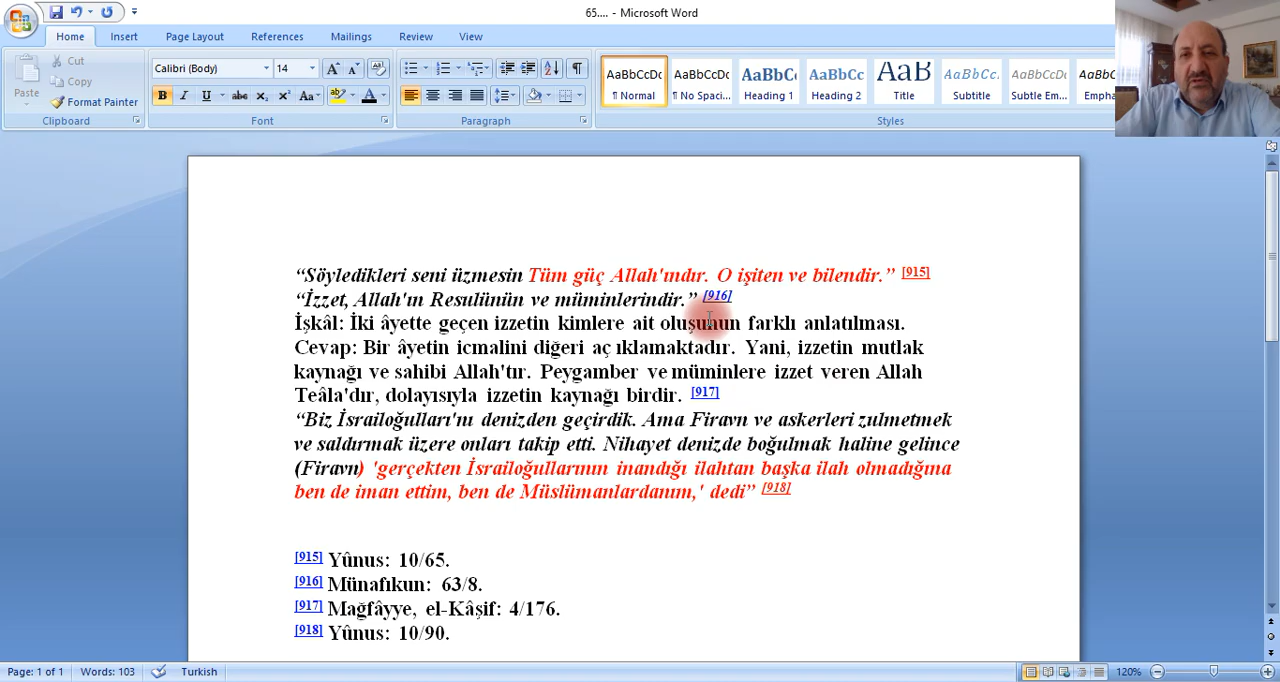 65.... - Microsoft Word
Home Insert Page Layout References Mailings Review View
Paste
Cut
Copy
Format Painter
Clipboard
Calibri (Body) 14
Font
Paragraph
AaBbCcDc AaBbCcDc AaBbC AaBbCc AaB AaBbCc. AaBbCcDc AaBbC
¶ Normal ¶ No Spaci... Heading 1 Heading 2 Title Subtitle Subtle Em... Empha
Styles
“Söyledikleri seni üzmesin Tüm güç Allah'ındır. O işiten ve bilendir.” [915]
“İzzet, Allah'ın Resulünün ve müminlerindir.” [916]
İşkâl: İki âyette geçen izzetin kimlere ait oluşunun farklı anlatılması.
Cevap: Bir âyetin icmalini diğeri aç ıklamaktadır. Yani, izzetin mutlak
kaynağı ve sahibi Allah'tır. Peygamber ve müminlere izzet veren Allah
Teâla'dır, dolayısıyla izzetin kaynağı birdir. [917]
“Biz İsrailoğulları'nı denizden geçirdik. Ama Firavn ve askerleri zulmetmek
ve saldırmak üzere onları takip etti. Nihayet denizde boğulmak haline gelince
(Firavn) 'gerçekten İsrailoğullarının inandığı ilahtan başka ilah olmadığına
ben de iman ettim, ben de Müslümanlardanım,' dedi” [918]
[915] Yûnus: 10/65.
[916] Münafıkun: 63/8.
[917] Mağfâyye, el-Kâşif: 4/176.
[918] Yûnus: 10/90.
Page: 1 of 1 Words: 103 Turkish 120%